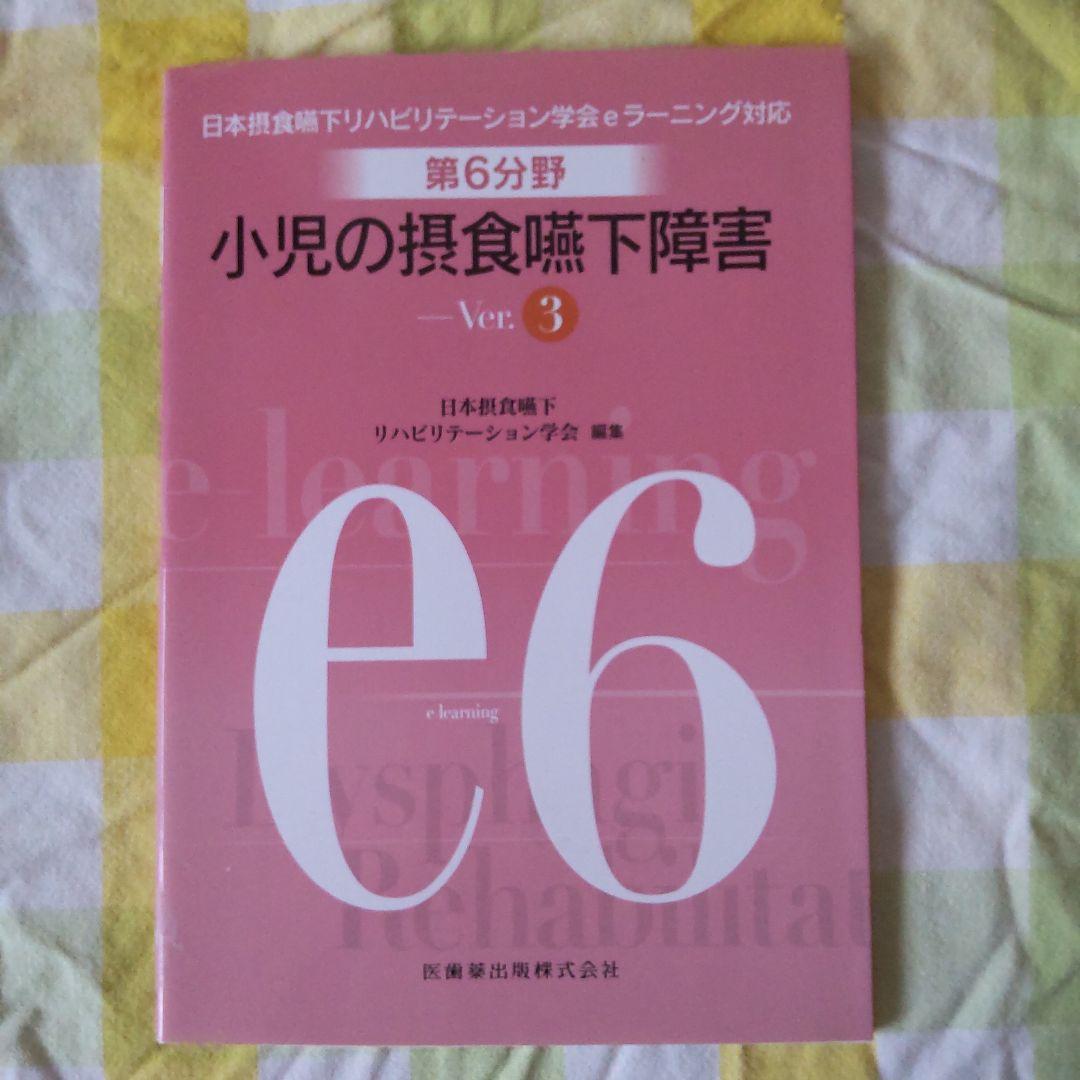 日本摂食嚥下リハビリテーション学会eラーニング対応
第6分野
小児の摂食嚥下障害
—Ver.3
日本摂食嚥下
リハビリテーション学会 編集
e-learning
e6
e learning
Dysphagi
Rehabilitat
医歯薬出版株式会社